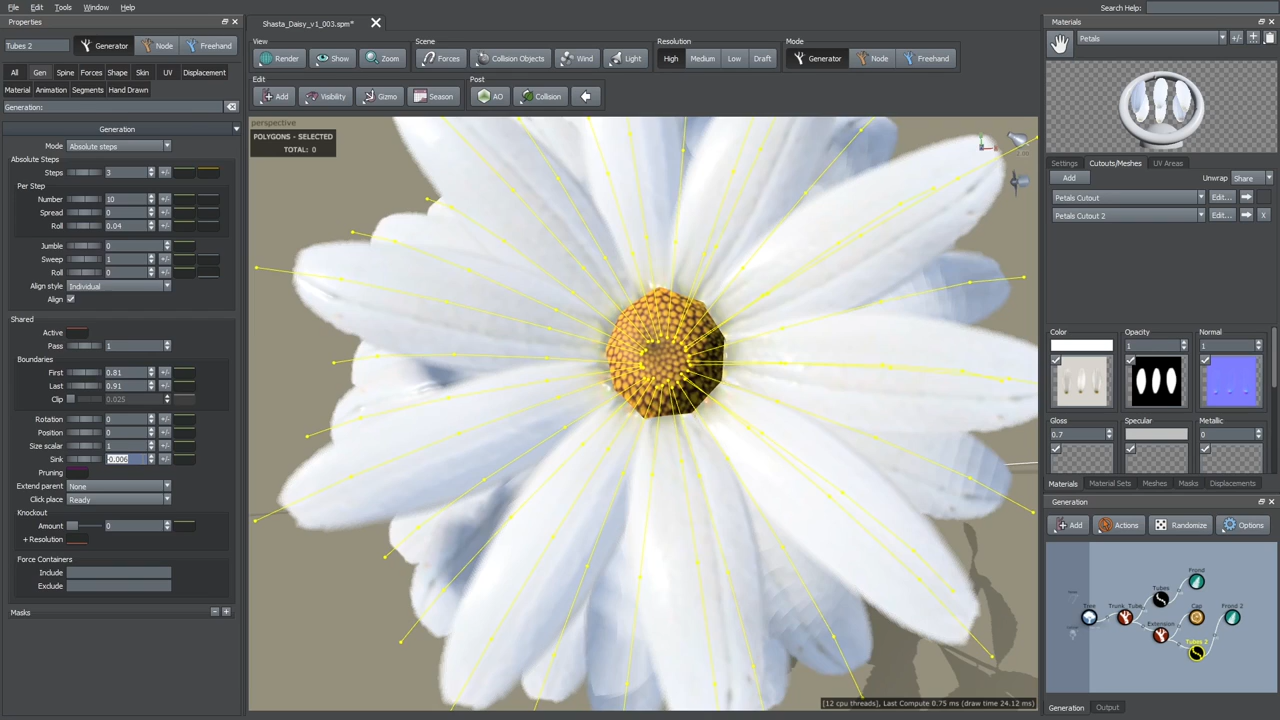 File Edit Tools Window Help
Search Help:
Properties
Shasta_Daisy_v1_003.spm*
Materials
Tubes 2 Generator Node Freehand
View Scene Resolution Mode
Petals
Render Show Zoom Forces Collision Objects Wind Light High Medium Low Draft Generator Node Freehand
All Gen Spine Forces Shape Skin UV Displacement
Edit Post
Material Animation Segments Hand Drawn
Add Visibility Gizmo Season AO Collision
Generation:
perspective
Generation
POLYGONS - SELECTED
TOTAL: 0
Mode Absolute steps
Absolute Steps
Settings Cutouts/Meshes UV Areas
Steps 3
Add Unwrap Share
Per Step
Number 10
Petals Cutout Edit...
Spread 0
Petals Cutout 2 Edit... X
Roll 0.04
Jumble 0
Sweep 1
Roll 0
Align style Individual
Align
Shared
Active
Color Opacity Normal
Pass 1
1 1
Boundaries
First 0.81
Last 0.91
Clip 0.025
Rotation 0
Gloss Specular Metallic
Position 0
0.7 0
Size scalar 1
Sink -0.006
Pruning
Extend parent None
Materials Material Sets Meshes Masks Displacements
Click place Ready
Generation
Knockout
Amount 0
Add Actions Randomize Options
+ Resolution
Force Containers
Include
Exclude
Frond
Tubes
Tree Trunk_Tube Cap Frond 2
Masks
Extension
Tubes 2
[12 cpu threads], Last Compute 0.75 ms (draw time 24.12 ms)
Generation Output